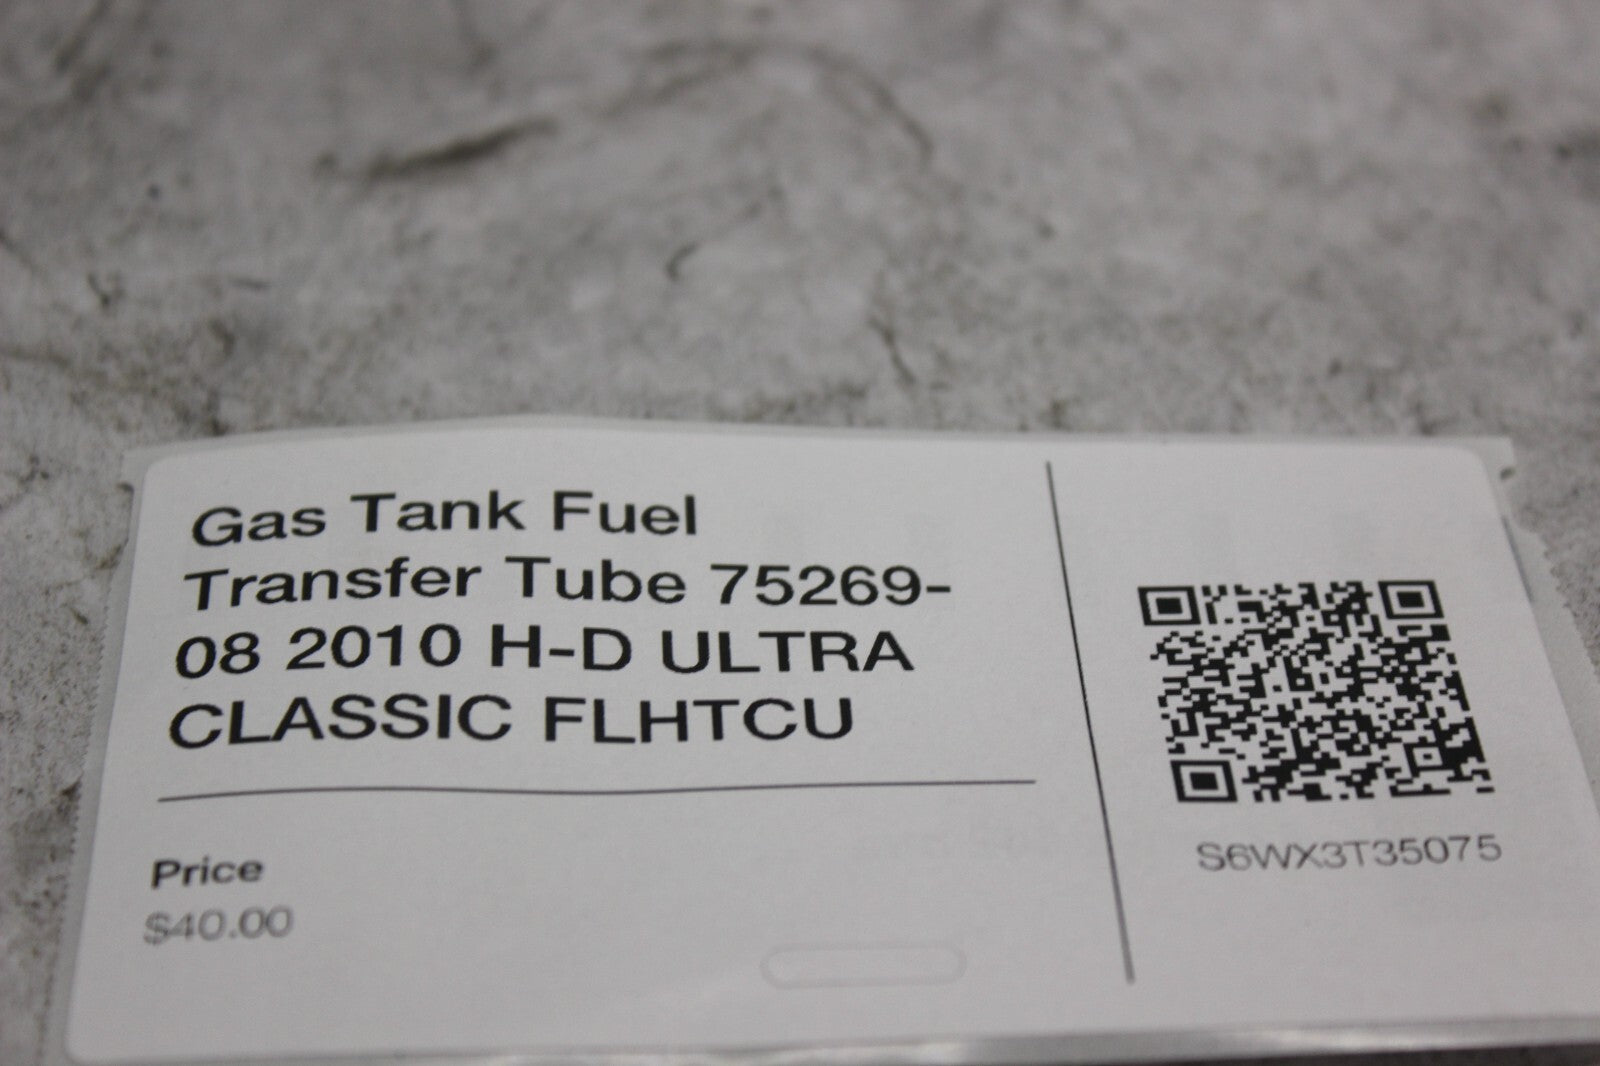 Gas Tank Fuel
Transfer Tube 75269-
08 2010 H-D ULTRA
CLASSIC FLHTCU
Price
$40.00
S6WX3T35075